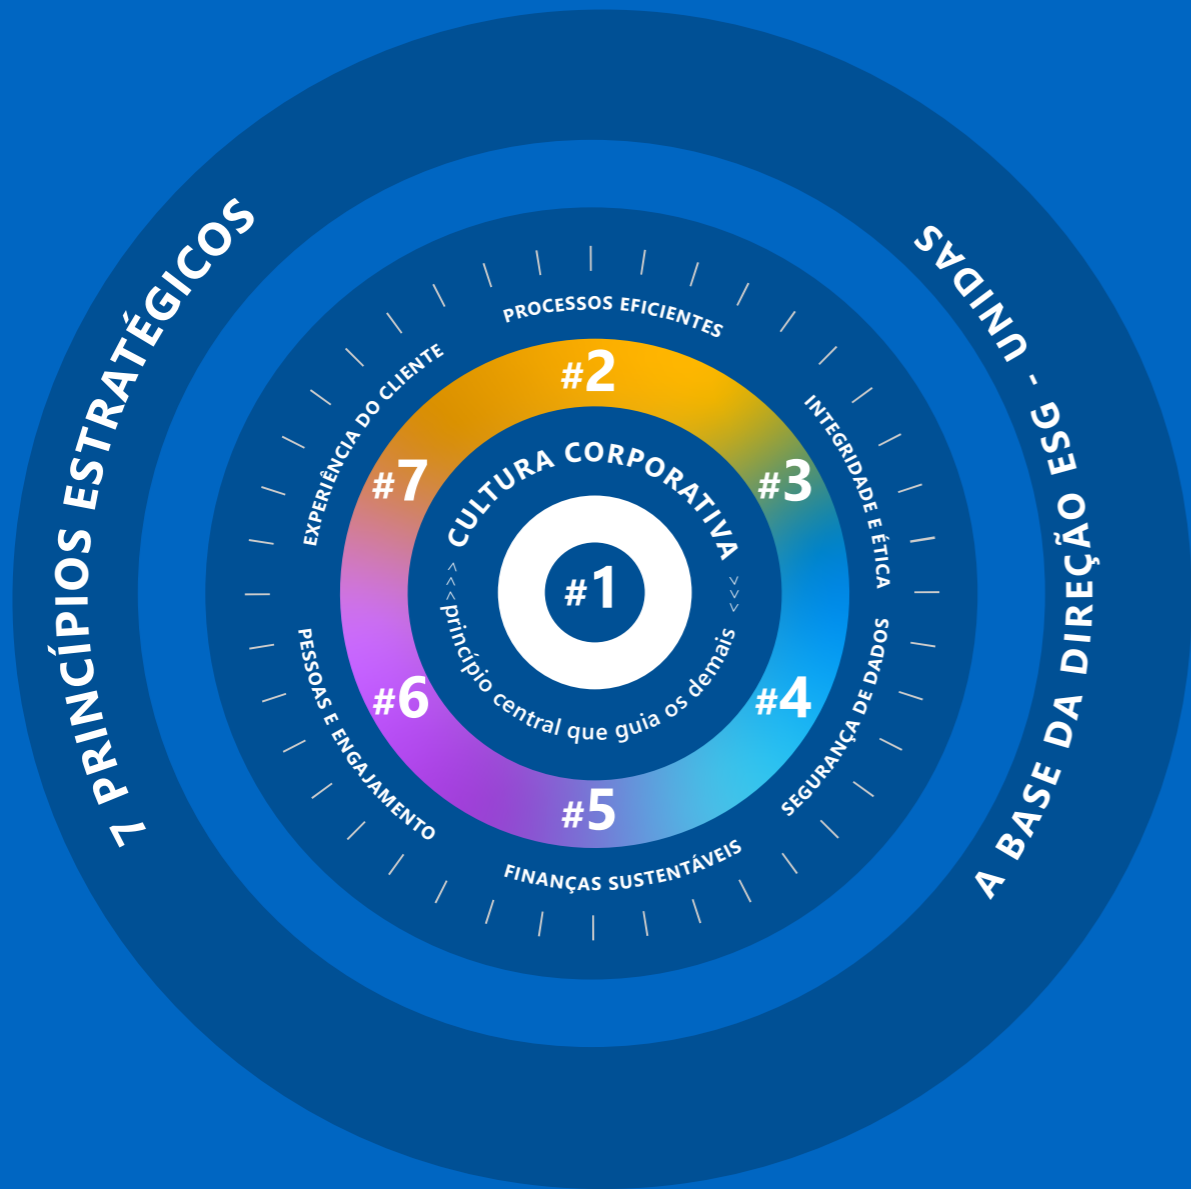 7 PRINCÍPIOS ESTRATÉGICOS
A BASE DA DIREÇÃO ESG - UNIDAS
CULTURA CORPORATIVA
#1
>>> princípio central que guia os demais >>>
PROCESSOS EFICIENTES
#2
INTEGRIDADE E ÉTICA
#3
SEGURANÇA DE DADOS
#4
FINANÇAS SUSTENTÁVEIS
#5
PESSOAS E ENGAJAMENTO
#6
EXPERIÊNCIA DO CLIENTE
#7